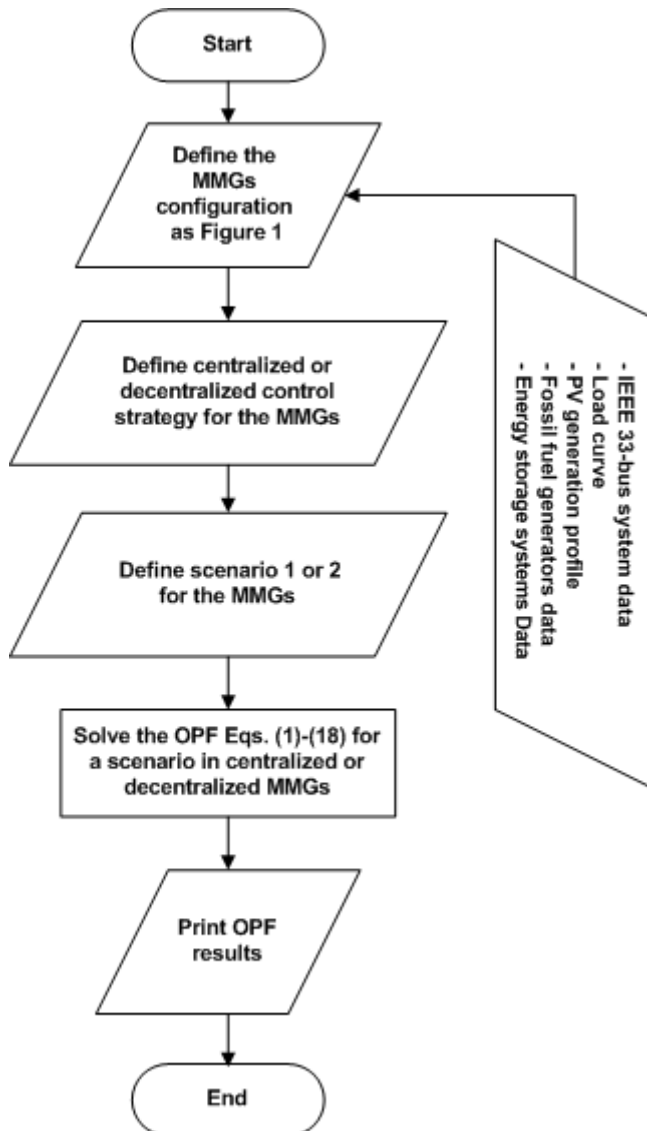 Start
Define the
MMGs
configuration
as Figure 1
- IEEE 33-bus system data
- Load curve
- PV generation profile
- Fossil fuel generators data
- Energy storage systems Data
Define centralized or
decentralized control
strategy for the MMGs
Define scenario 1 or 2
for the MMGs
Solve the OPF Eqs. (1)-(18) for
a scenario in centralized or
decentralized MMGs
Print OPF
results
End